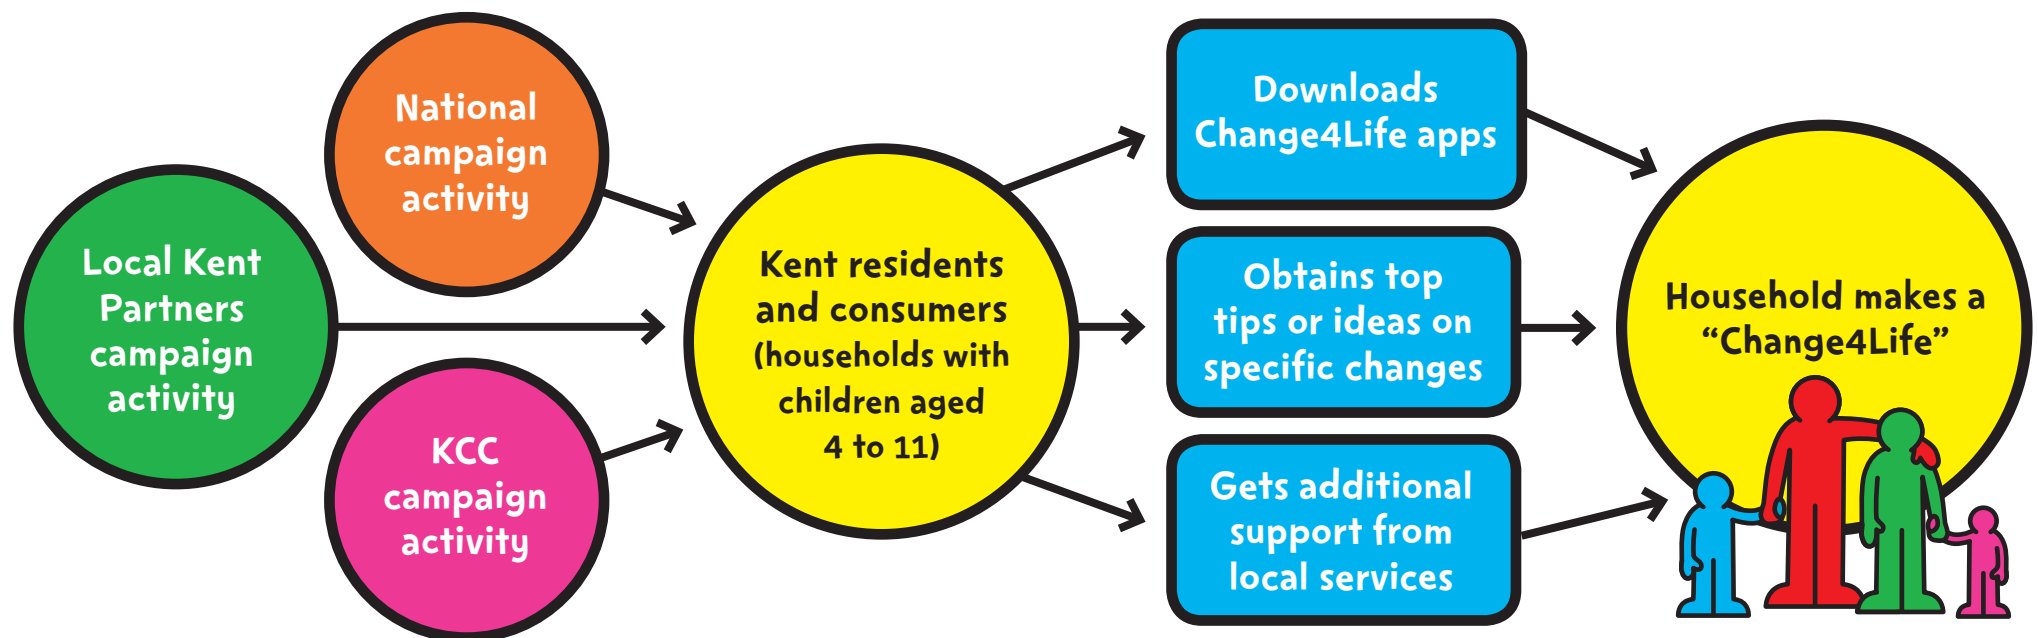 Local Kent
Partners
campaign
activity
National
campaign
activity
KCC
campaign
activity
Kent residents
and consumers
(households with
children aged
4 to 11)
Downloads
Change4Life apps
Obtains top
tips or ideas on
specific changes
Gets additional
support from
local services
Household makes a
“Change4Life”